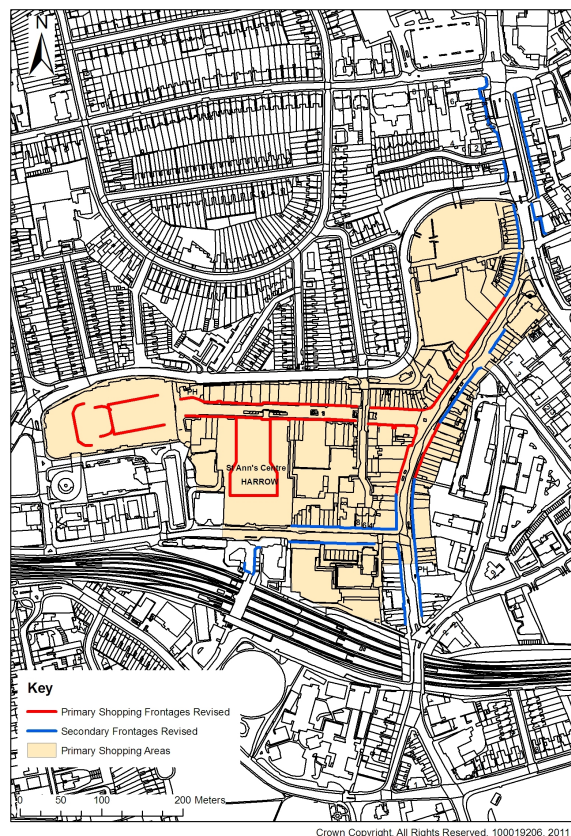 N
PH
St Ann's Centre
HARROW
PH
Key
Primary Shopping Frontages Revised
Secondary Frontages Revised
Primary Shopping Areas
0 50 100 200 Meters
Crown Copyright. All Rights Reserved. 100019206, 2011